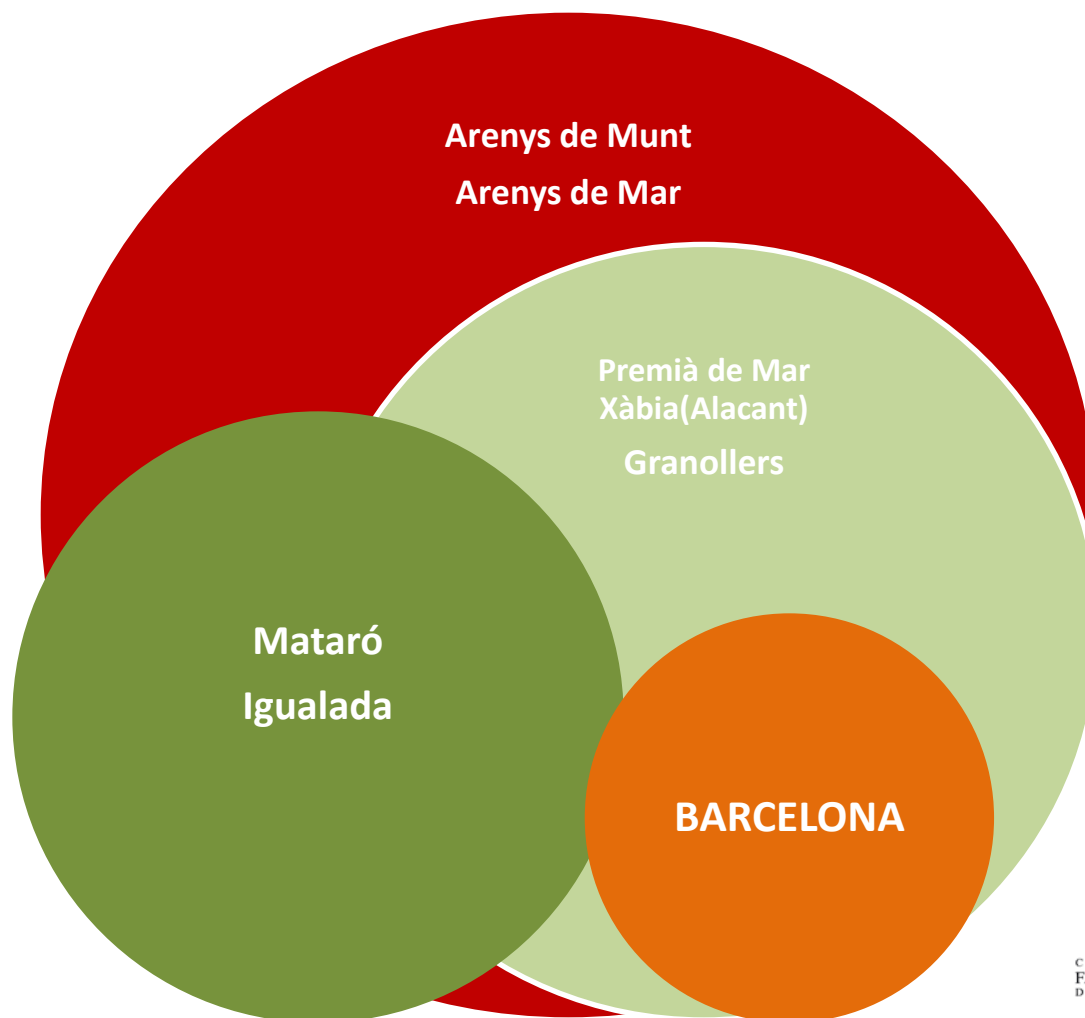 Arenys de Munt
Arenys de Mar
Premià de Mar
Xàbia(Alacant)
Granollers
Mataró
Igualada
BARCELONA